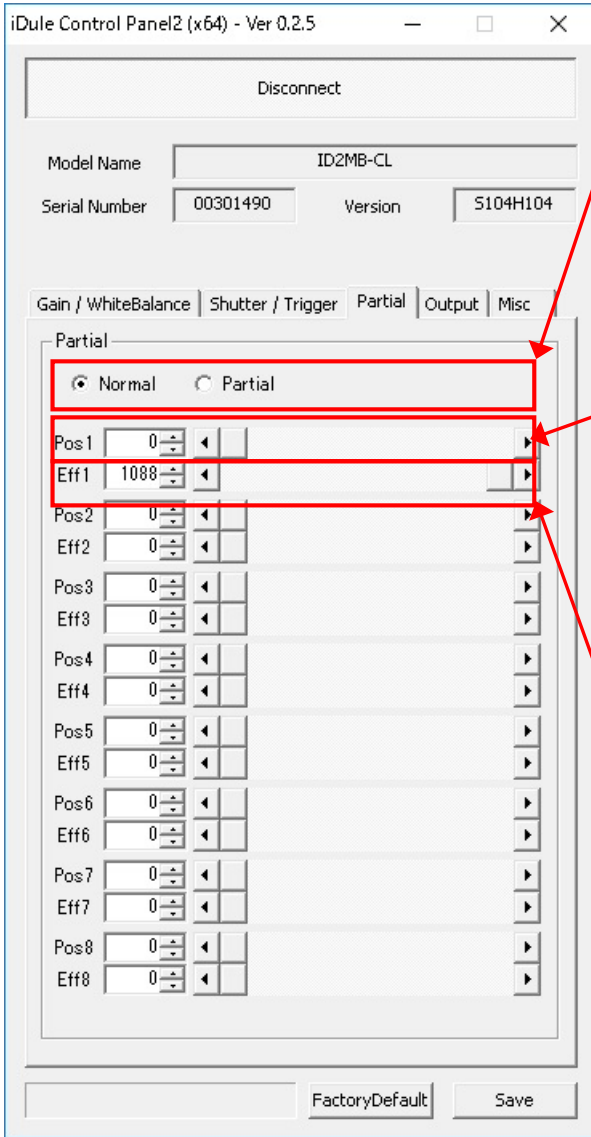 iDule Control Panel2 (x64) - Ver 0.2.5
Disconnect
Model Name ID2MB-CL
Serial Number 00301490 Version S104H104
Gain / WhiteBalance Shutter / Trigger Partial Output Misc
Partial
Normal Partial
Pos1 0
Eff1 1088
Pos2 0
Eff2 0
Pos3 0
Eff3 0
Pos4 0
Eff4 0
Pos5 0
Eff5 0
Pos6 0
Eff6 0
Pos7 0
Eff7 0
Pos8 0
Eff8 0
FactoryDefault Save